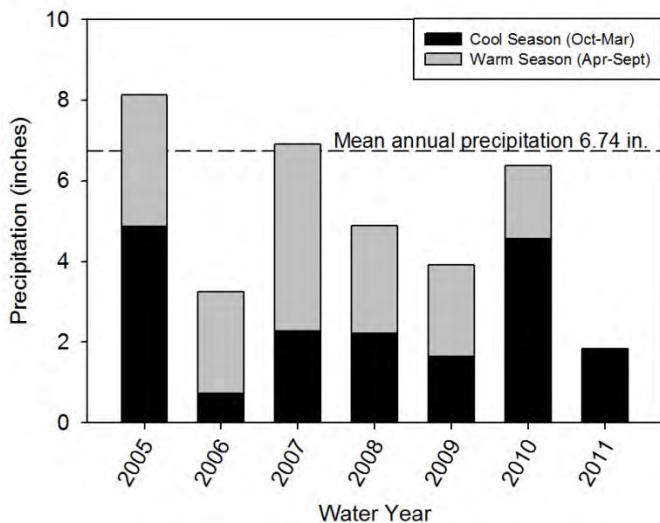 10
8
6
4
2
0
Precipitation (inches)
Cool Season (Oct-Mar)
Warm Season (Apr-Sept)
Mean annual precipitation 6.74 in.
2005
2006
2007
2008
2009
2010
2011
Water Year